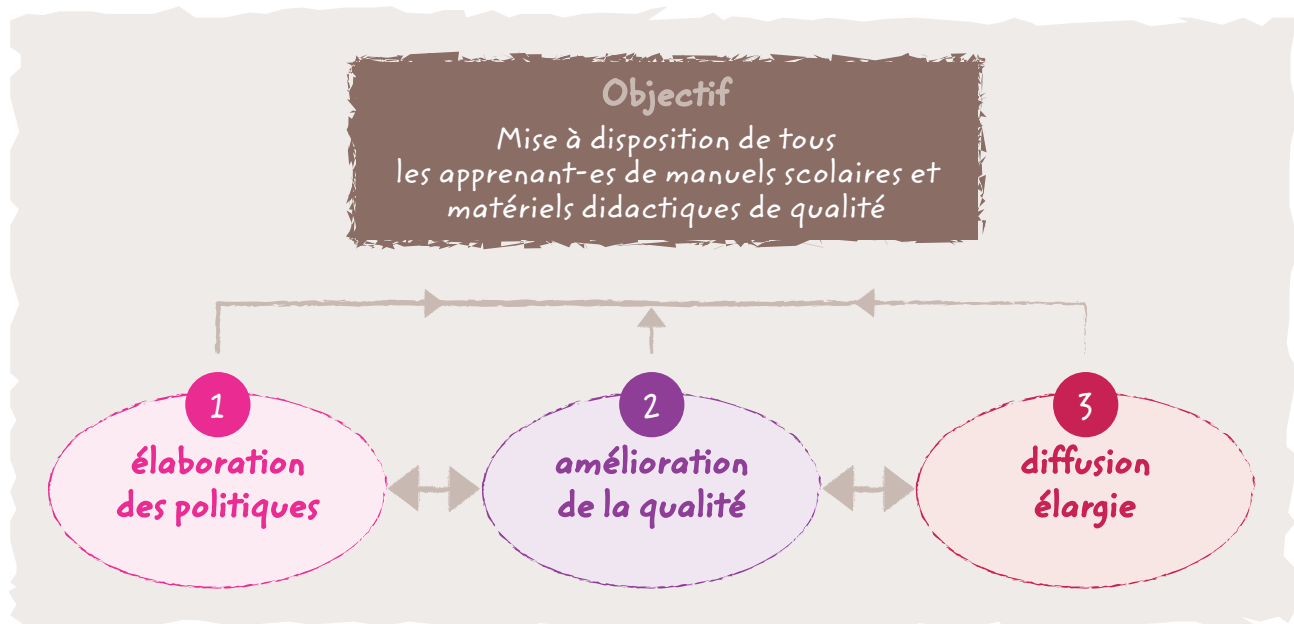 Objectif
Mise à disposition de tous
les apprenant-es de manuels scolaires et
matériels didactiques de qualité
1
élaboration
des politiques
2
amélioration
de la qualité
3
diffusion
élargie